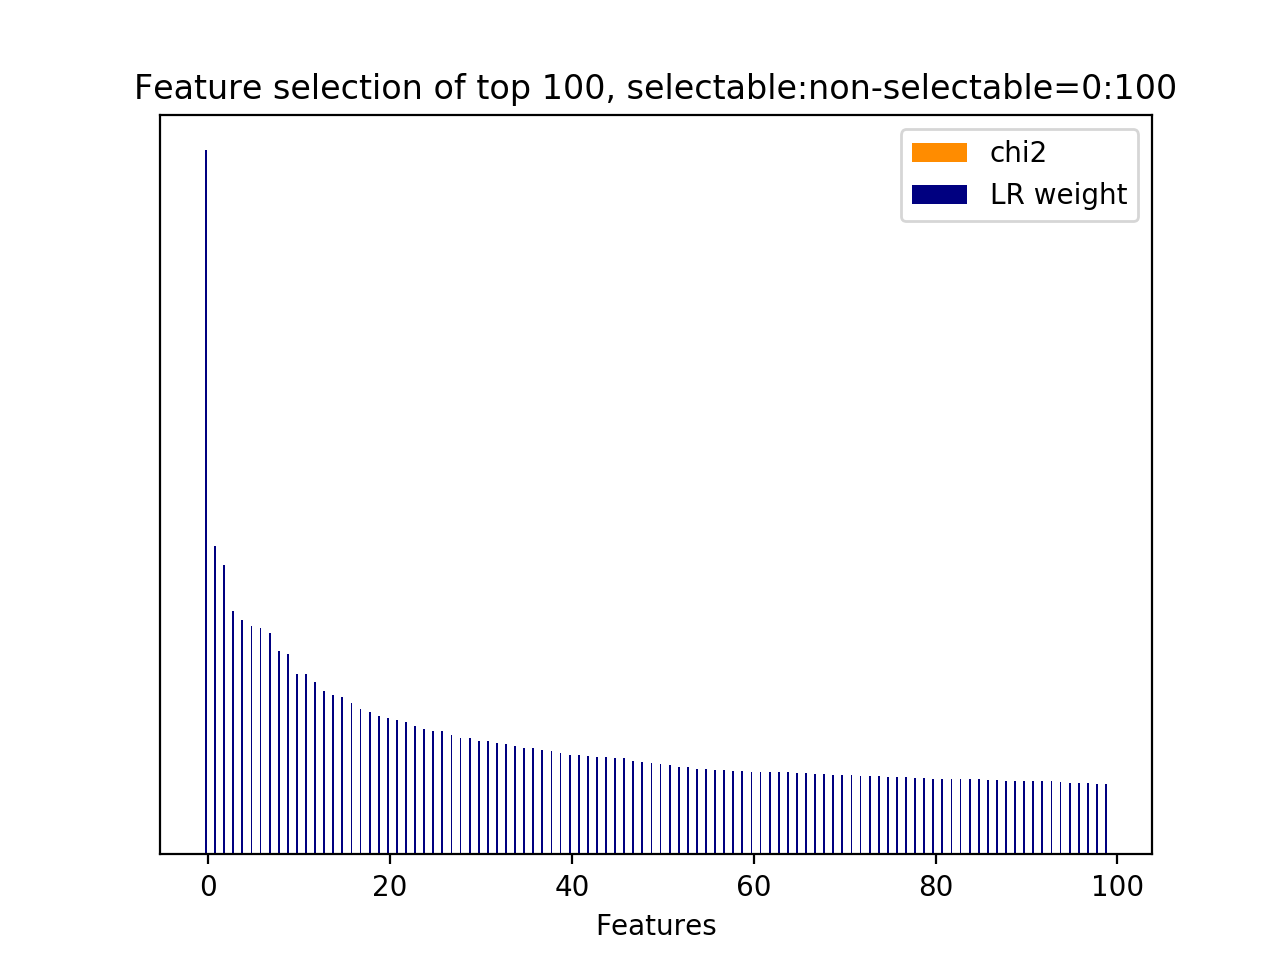 Feature selection of top 100, selectable:non-selectable=0:100
chi2
LR weight
0 20 40 60 80 100
Features